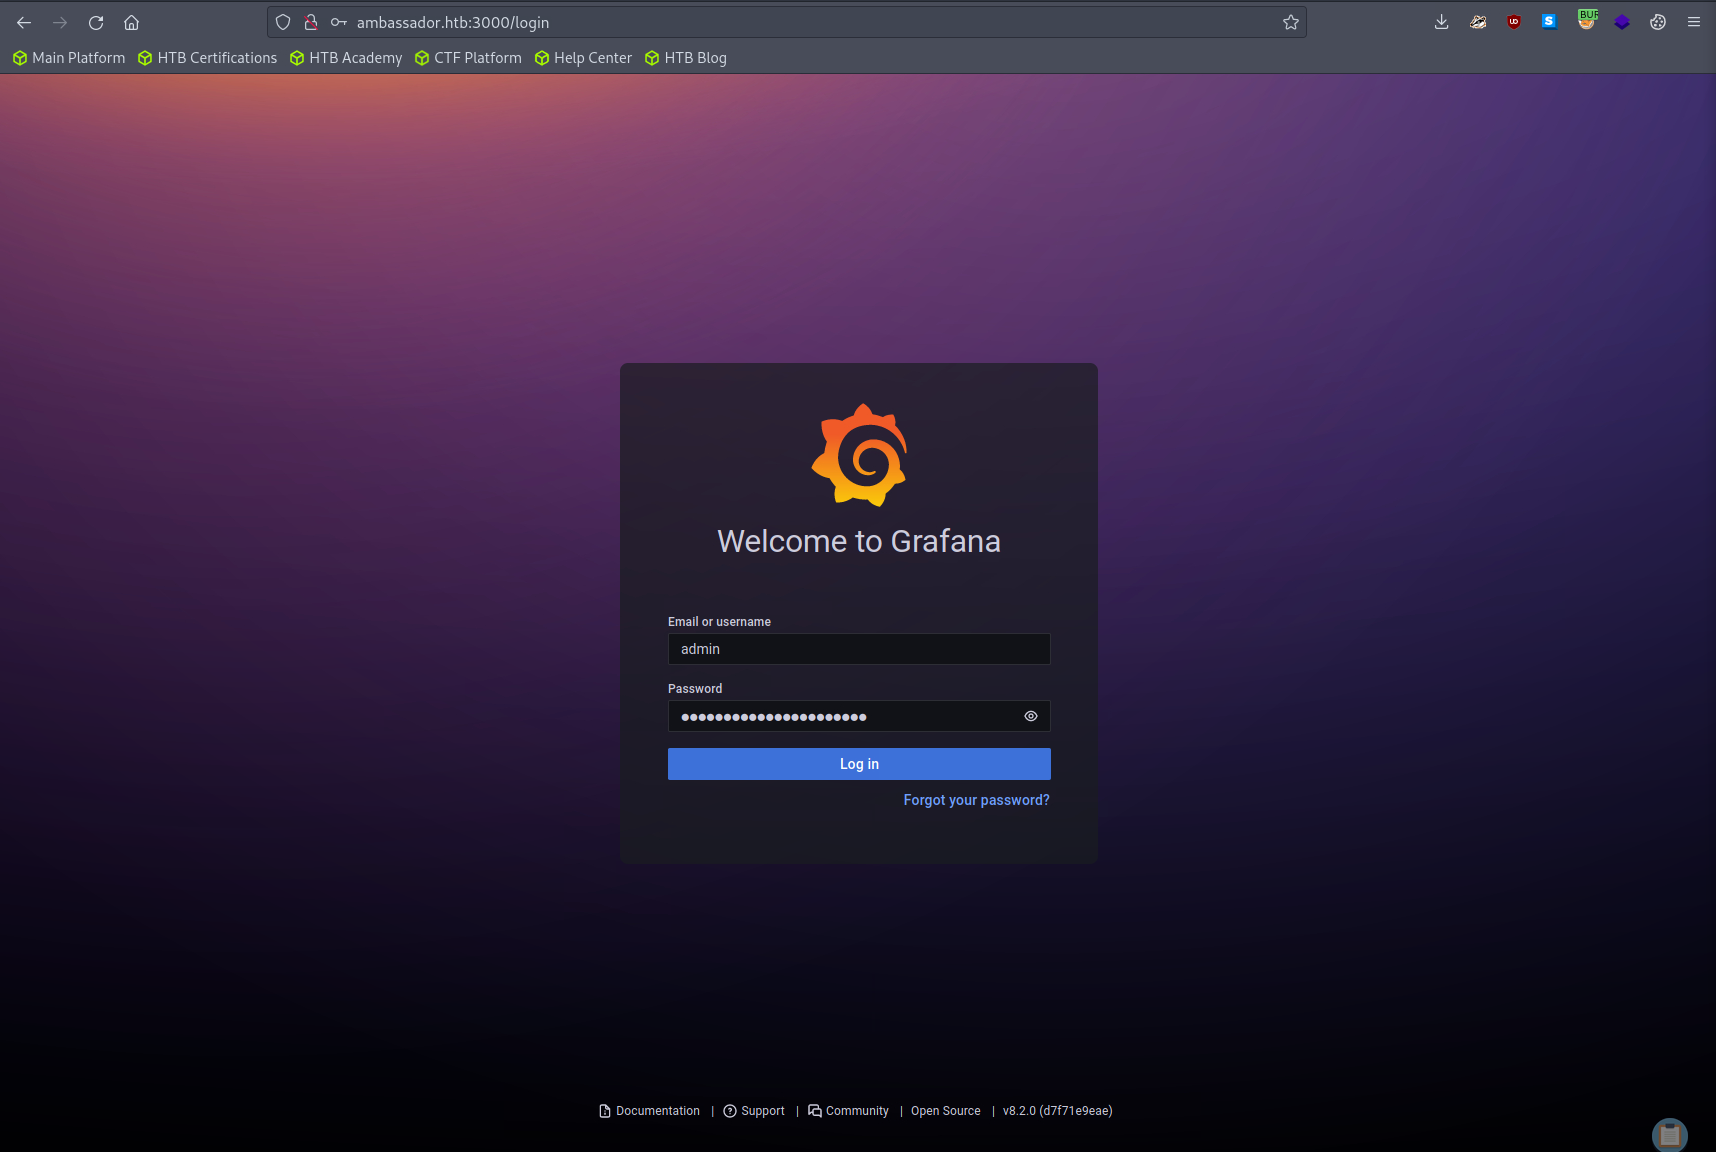 ambassador.htb:3000/login
BUR
Main Platform HTB Certifications HTB Academy CTF Platform Help Center HTB Blog
Welcome to Grafana
Email or username
admin
Password
Log in
Forgot your password?
Documentation | Support | Community | Open Source | v8.2.0 (d7f71e9eae)